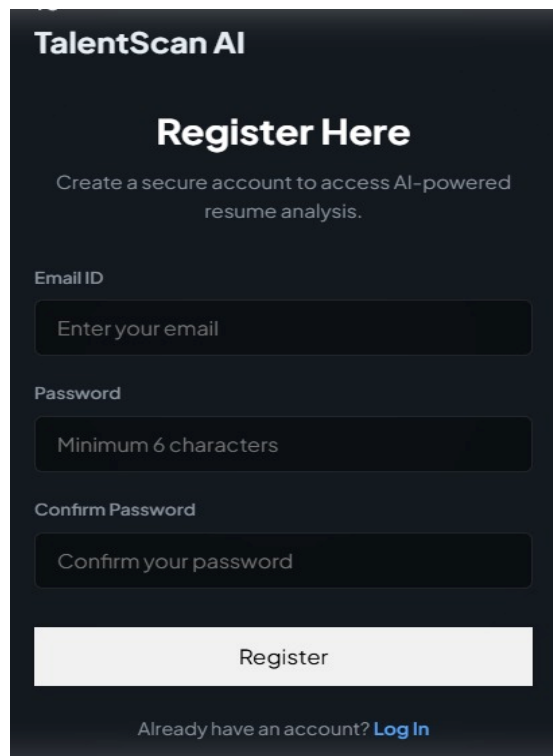 TalentScan AI
Register Here
Create a secure account to access AI-powered
resume analysis.
Email ID
Enter your email
Password
Minimum 6 characters
Confirm Password
Confirm your password
Register
Already have an account? Log In